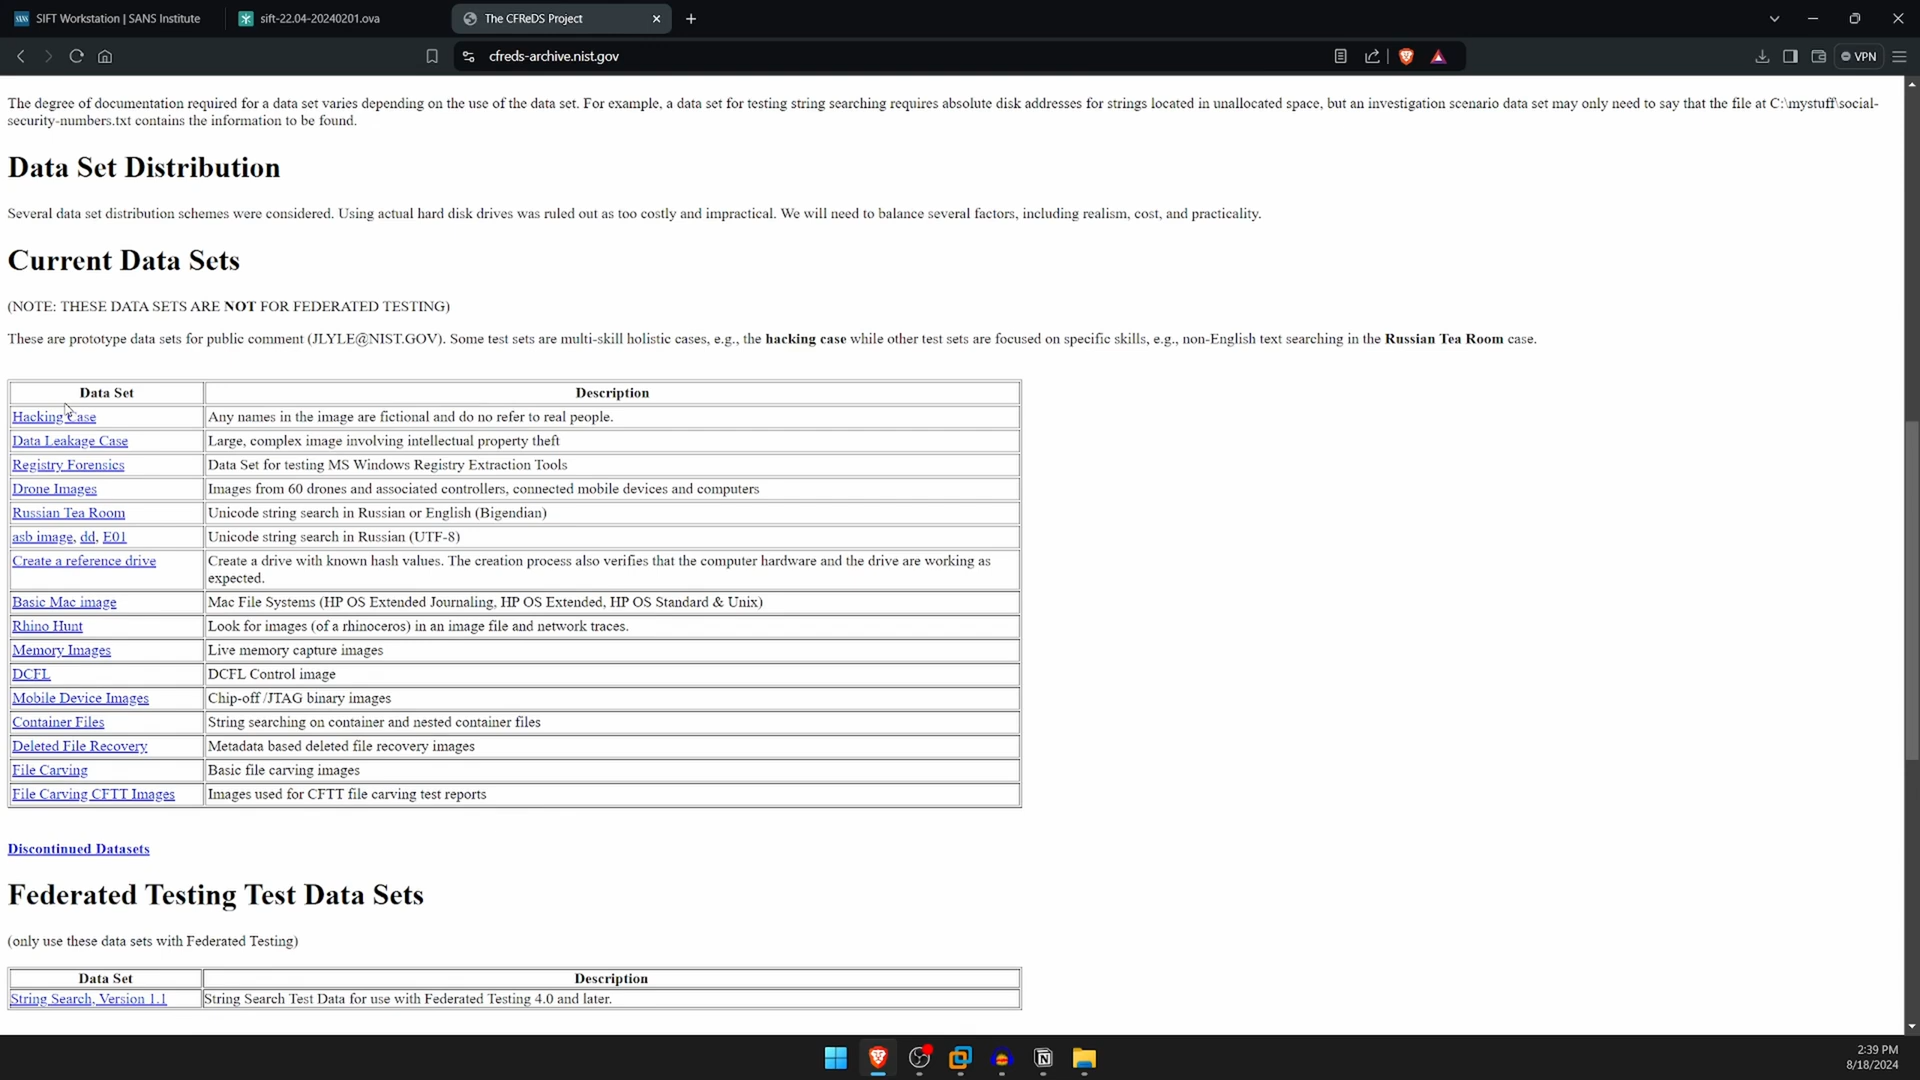 SIFT Workstation | SANS Institute
sift-22.04-20240201.ova
The CFReDS Project
cfreds-archive.nist.gov
VPN
The degree of documentation required for a data set varies depending on the use of the data set. For example, a data set for testing string searching requires absolute disk addresses for strings located in unallocated space, but an investigation scenario data set may only need to say that the file at C:\mystuff\social-
security-numbers.txt contains the information to be found.
Data Set Distribution
Several data set distribution schemes were considered. Using actual hard disk drives was ruled out as too costly and impractical. We will need to balance several factors, including realism, cost, and practicality.
Current Data Sets
(NOTE: THESE DATA SETS ARE NOT FOR FEDERATED TESTING)
These are prototype data sets for public comment (JLYLE@NIST.GOV). Some test sets are multi-skill holistic cases, e.g., the hacking case while other test sets are focused on specific skills, e.g., non-English text searching in the Russian Tea Room case.
Data Set Description
Hacking Case Any names in the image are fictional and do no refer to real people.
Data Leakage Case Large, complex image involving intellectual property theft
Registry Forensics Data Set for testing MS Windows Registry Extraction Tools
Drone Images Images from 60 drones and associated controllers, connected mobile devices and computers
Russian Tea Room Unicode string search in Russian or English (Bigendian)
asb image, dd, E01 Unicode string search in Russian (UTF-8)
Create a reference drive Create a drive with known hash values. The creation process also verifies that the computer hardware and the drive are working as
expected.
Basic Mac image Mac File Systems (HP OS Extended Journaling, HP OS Extended, HP OS Standard & Unix)
Rhino Hunt Look for images (of a rhinoceros) in an image file and network traces.
Memory Images Live memory capture images
DCFL DCFL Control image
Mobile Device Images Chip-off /JTAG binary images
Container Files String searching on container and nested container files
Deleted File Recovery Metadata based deleted file recovery images
File Carving Basic file carving images
File Carving CFTT Images Images used for CFTT file carving test reports
Discontinued Datasets
Federated Testing Test Data Sets
(only use these data sets with Federated Testing)
Data Set Description
String Search, Version 1.1 String Search Test Data for use with Federated Testing 4.0 and later.
2:39 PM
8/18/2024